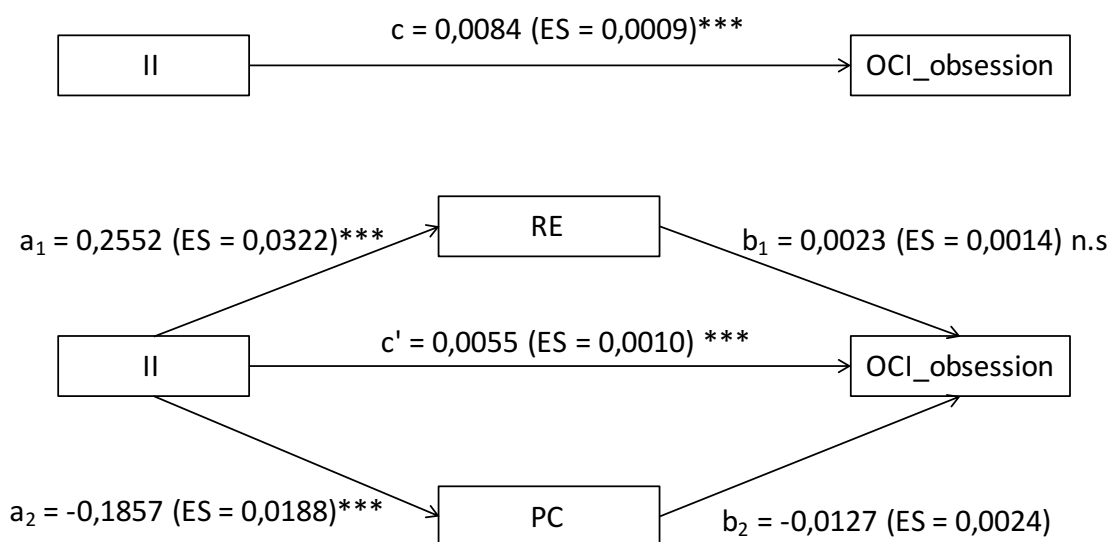 c = 0,0084 (ES = 0,0009)***
II
OCI_obsession
RE
a₁ = 0,2552 (ES = 0,0322)***
b₁ = 0,0023 (ES = 0,0014) n.s
c' = 0,0055 (ES = 0,0010) ***
II
OCI_obsession
a₂ = -0,1857 (ES = 0,0188)***
PC
b₂ = -0,0127 (ES = 0,0024)